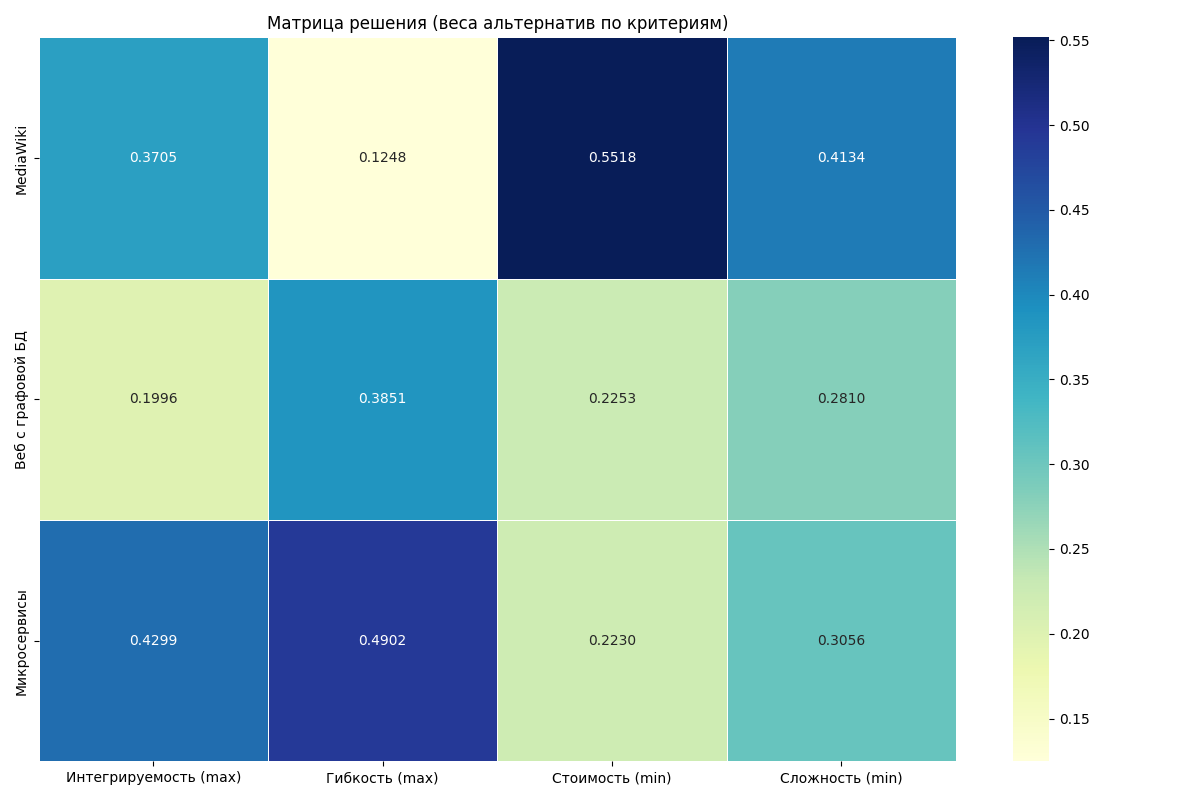 Матрица решения (веса альтернатив по критериям)
MediaWiki
0.3705 0.1248 0.5518 0.4134
Веб с графовой БД
0.1996 0.3851 0.2253 0.2810
Микросервисы
0.4299 0.4902 0.2230 0.3056
Интегрируемость (max) Гибкость (max) Стоимость (min) Сложность (min)
0.55
0.50
0.45
0.40
0.35
0.30
0.25
0.20
0.15